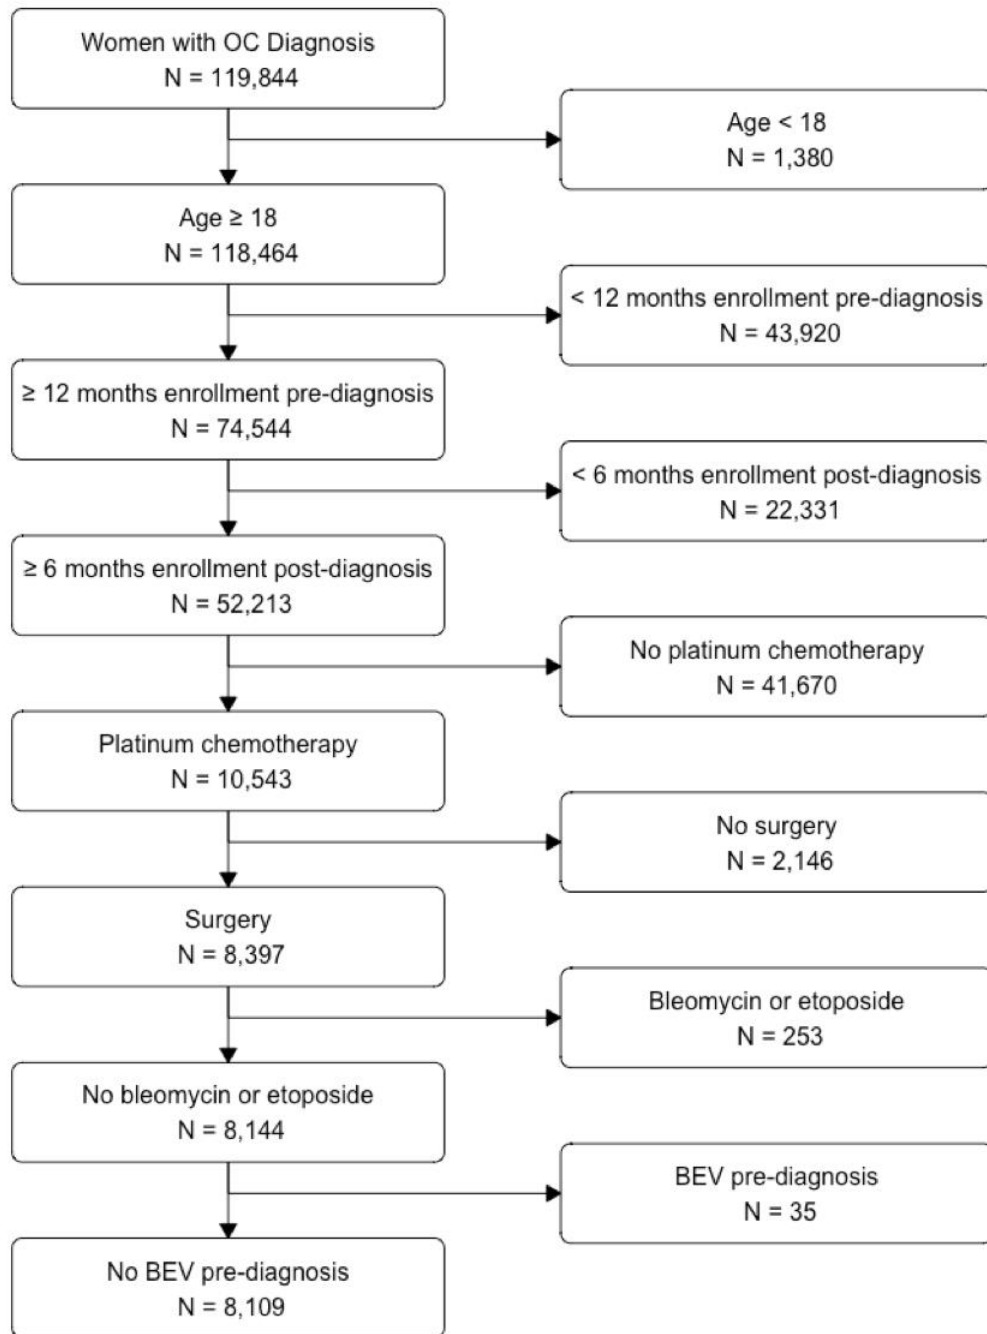 Women with OC Diagnosis
N = 119,844
Age < 18
N = 1,380
Age ≥ 18
N = 118,464
< 12 months enrollment pre-diagnosis
N = 43,920
≥ 12 months enrollment pre-diagnosis
N = 74,544
< 6 months enrollment post-diagnosis
N = 22,331
≥ 6 months enrollment post-diagnosis
N = 52,213
No platinum chemotherapy
N = 41,670
Platinum chemotherapy
N = 10,543
No surgery
N = 2,146
Surgery
N = 8,397
Bleomycin or etoposide
N = 253
No bleomycin or etoposide
N = 8,144
BEV pre-diagnosis
N = 35
No BEV pre-diagnosis
N = 8,109